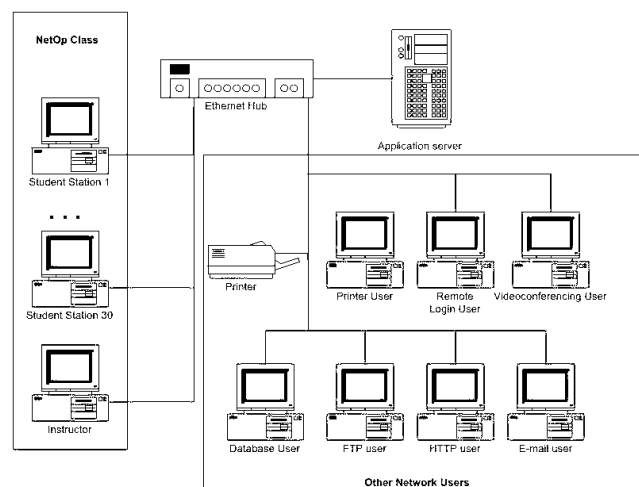 NetOp Class
Ethernet Hub
Application server
Student Station 1
. . .
Student Station 30
Instructor
Printer
Printer User
Remote
Login User
Videoconferencing User
Database User
FTP user
HTTP user
E-mail user
Other Network Users